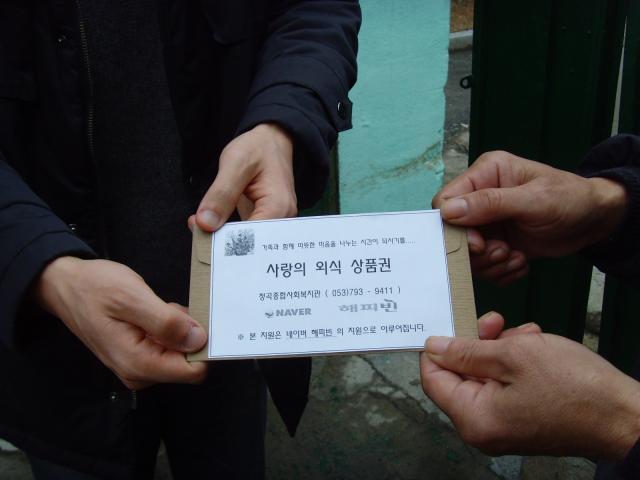 가족과 함께 따뜻한 마음을 나누는 시간이 되시기를.....
사랑의 외식 상품권
청곡종합사회복지관 ( 053)793 - 9411 )
NAVER 해피빈
※ 본 지원은 네이버 해피빈 의 지원으로 이루어집니다.